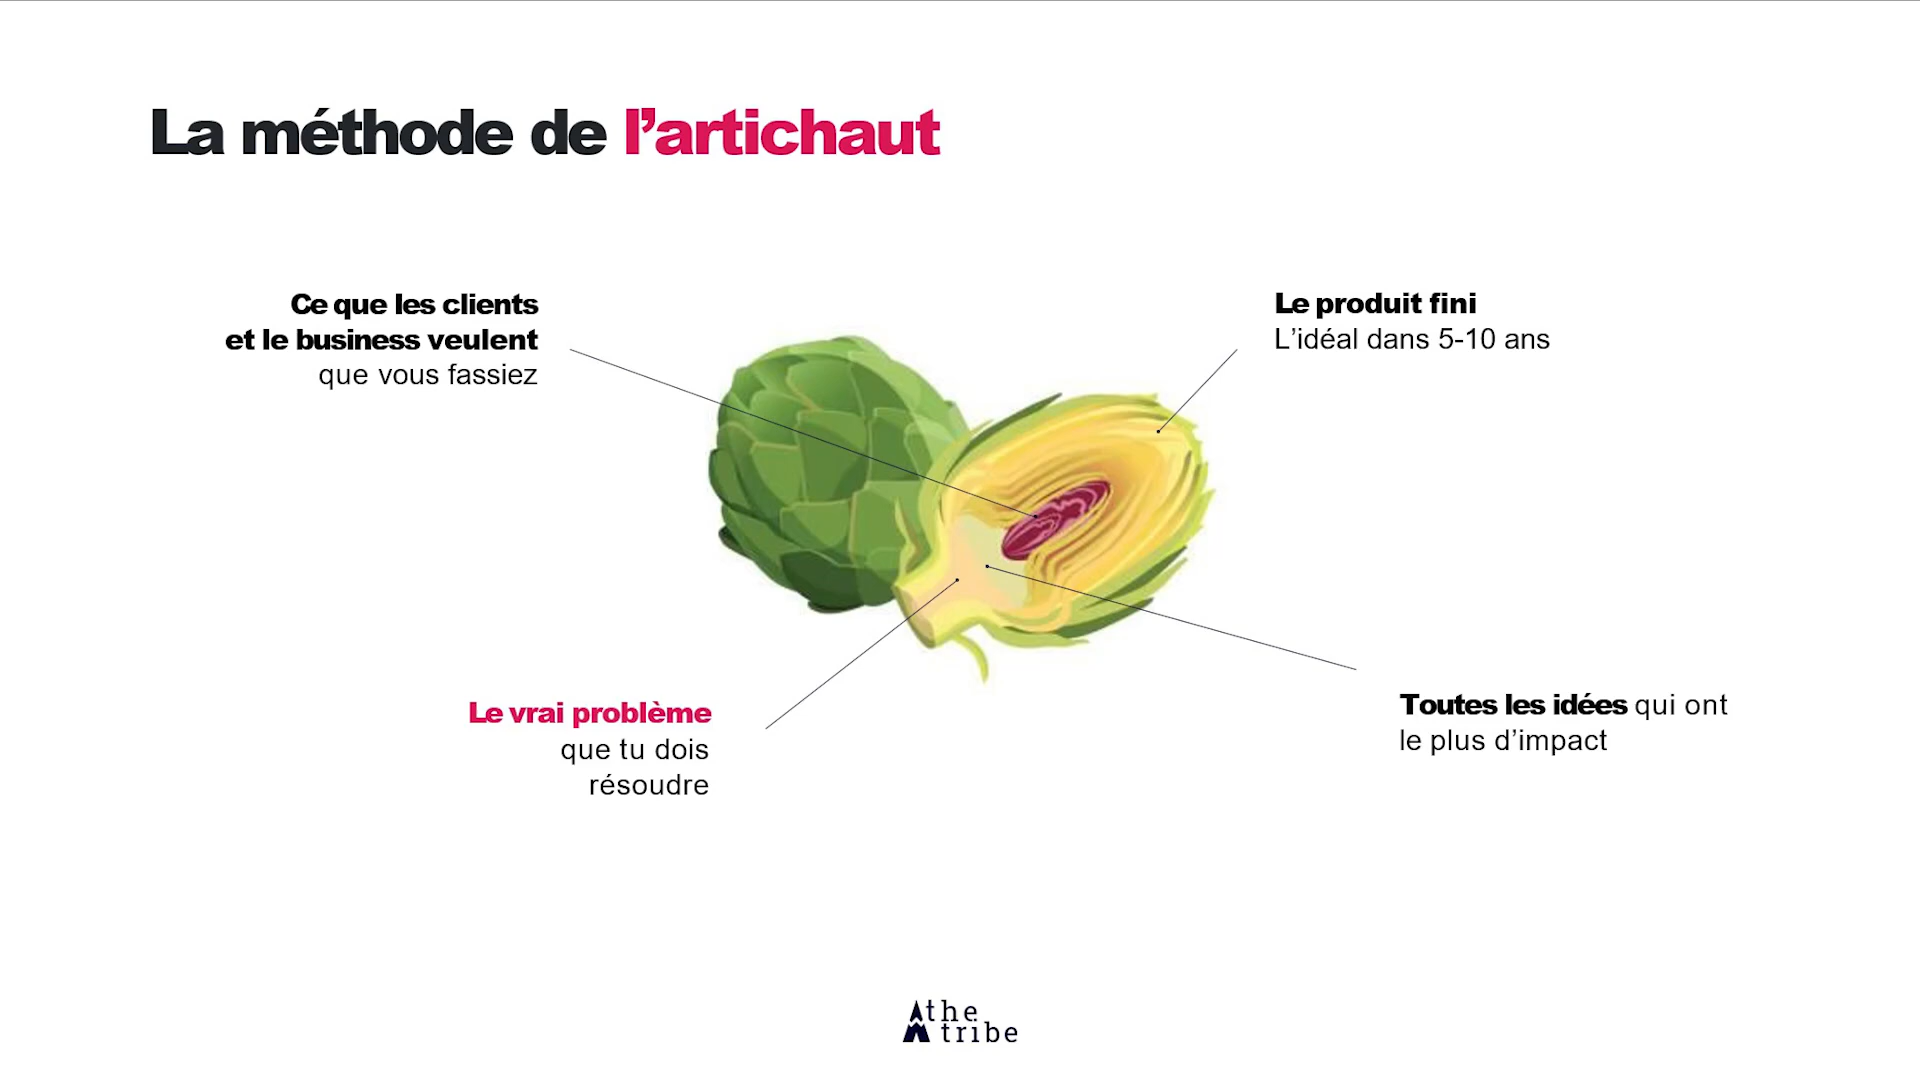 La méthode de l’artichaut
Ce que les clients
et le business veulent
que vous fassiez
Le produit fini
L’idéal dans 5-10 ans
Le vrai problème
que tu dois
résoudre
Toutes les idées qui ont
le plus d’impact
the
tribe